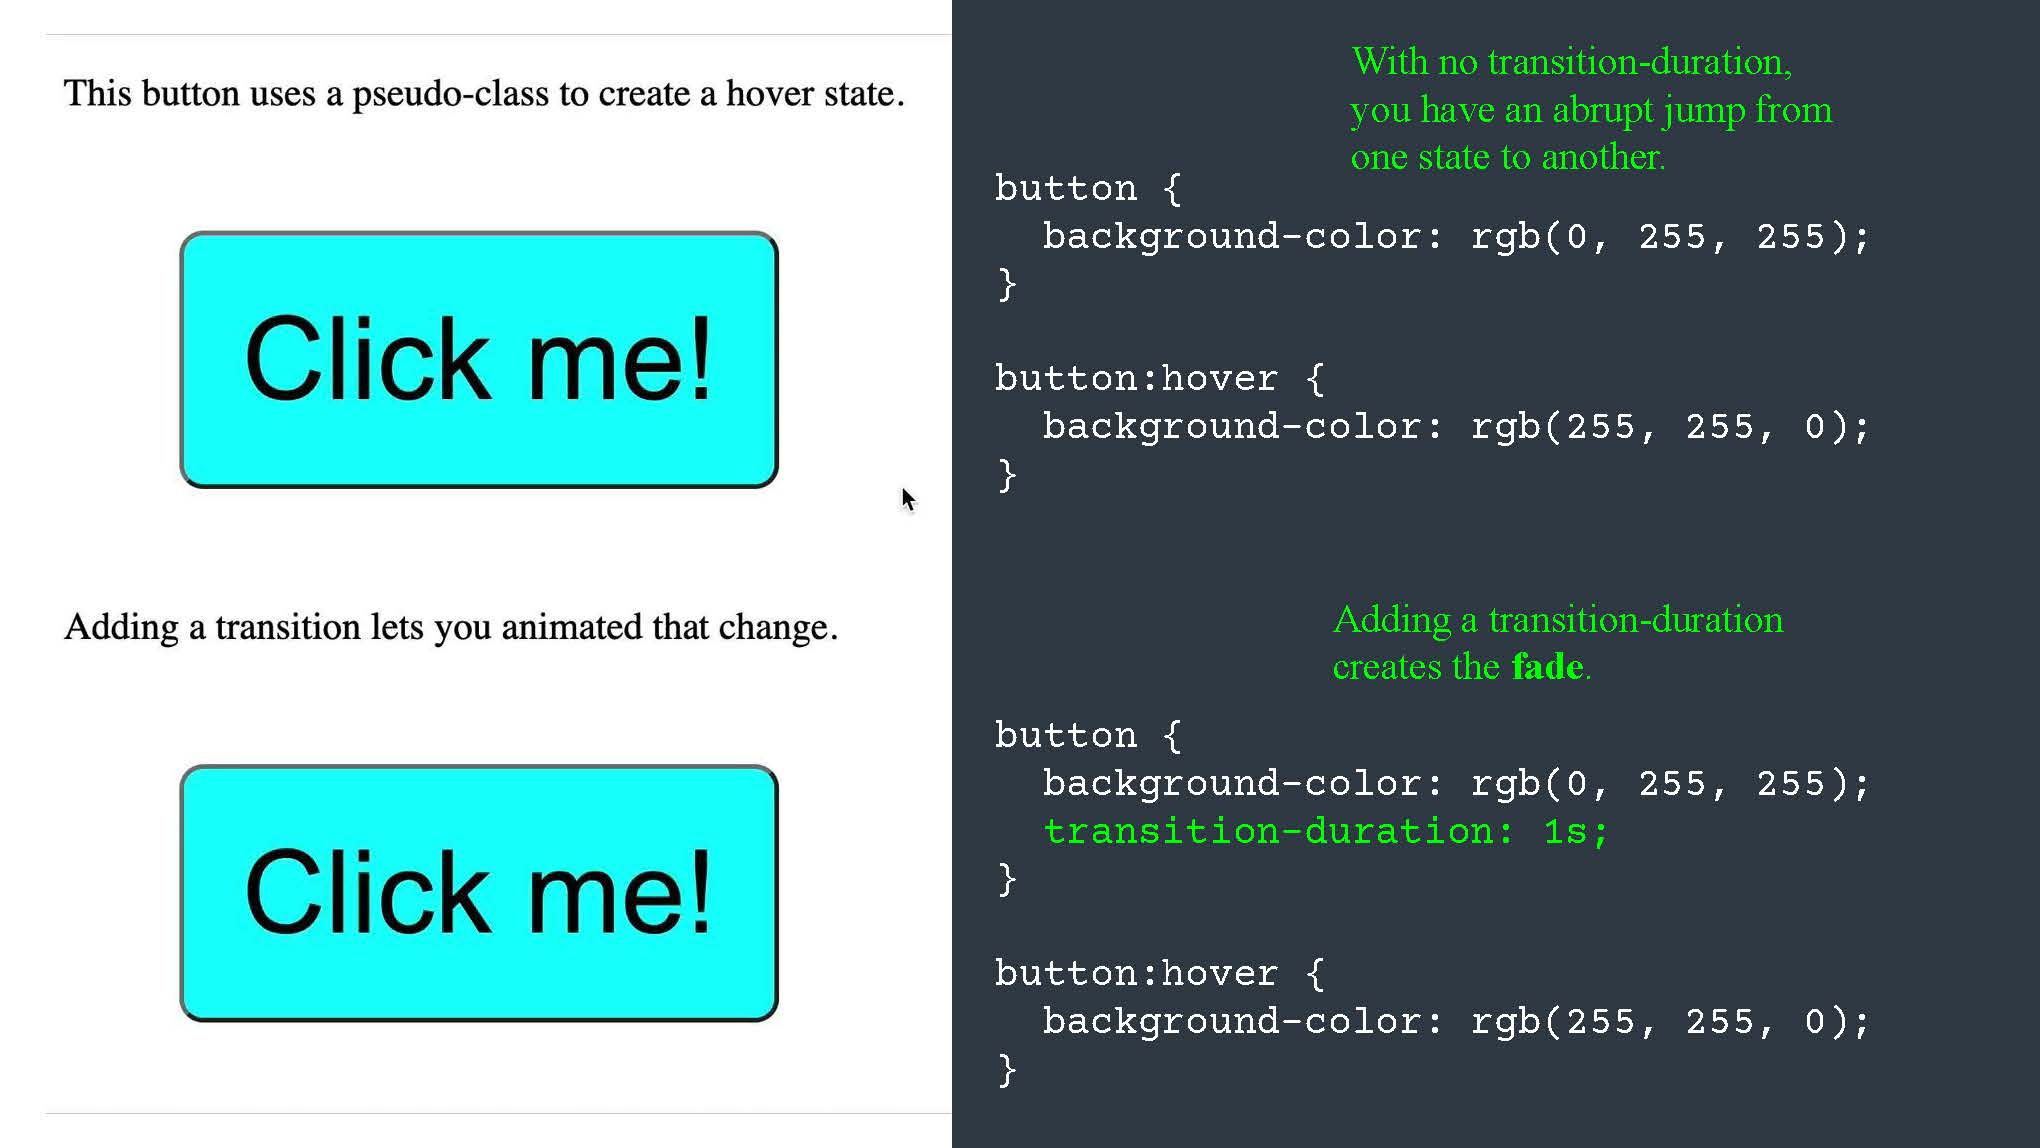 This button uses a pseudo-class to create a hover state.
Click me!
Adding a transition lets you animated that change.
Click me!
With no transition-duration,
you have an abrupt jump from
one state to another.
button {
  background-color: rgb(0, 255, 255);
}
button:hover {
  background-color: rgb(255, 255, 0);
}
Adding a transition-duration
creates the fade.
button {
  background-color: rgb(0, 255, 255);
  transition-duration: 1s;
}
button:hover {
  background-color: rgb(255, 255, 0);
}